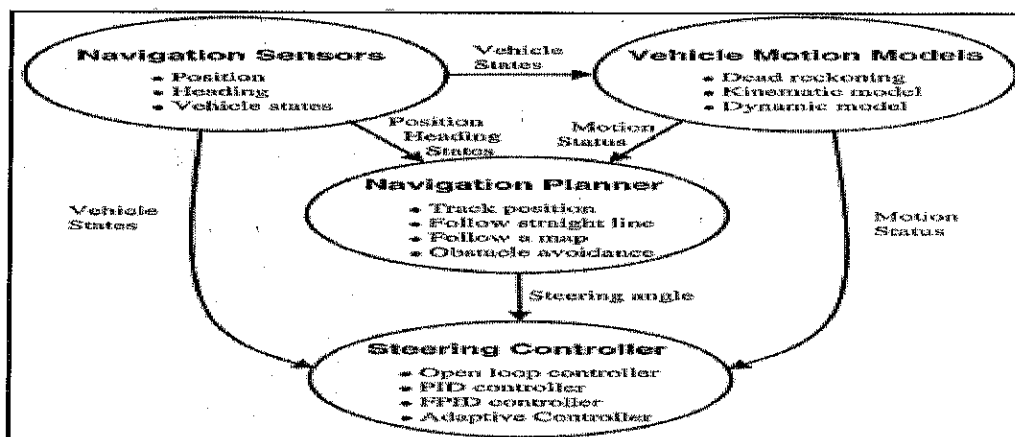 Navigation Sensors
• Position
• Heading
• Vehicle states
Vehicle
States
Vehicle Motion Models
• Dead reckoning
• Kinematic model
• Dynamic model
Position
Heading
States
Motion
Status
Navigation Planner
• Track position
• Follow straight line
• Follow a map
• Obstacle avoidance
Vehicle
States
Motion
Status
Steering angle
Steering Controller
• Open loop controller
• PID controller
• FPID controller
• Adaptive Controller